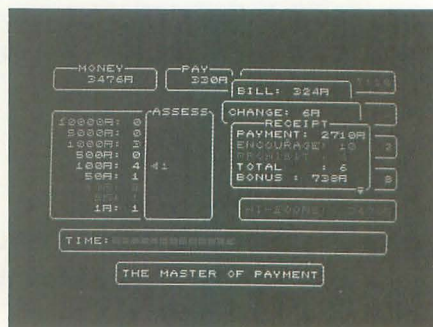 MONEY
3476円
PAY
330円
BILL: 324円
CHANGE: 6円
RECEIPT
PAYMENT: 2710円
ENCOURAGE: 10
TOTAL : 6
BONUS : 738円
2
8
ASSESS
10000円: 0
5000円: 0
1000円: 3
500円: 0
100円: 4 ◀1
50円: 1
1円: 1
TIME:
THE MASTER OF PAYMENT